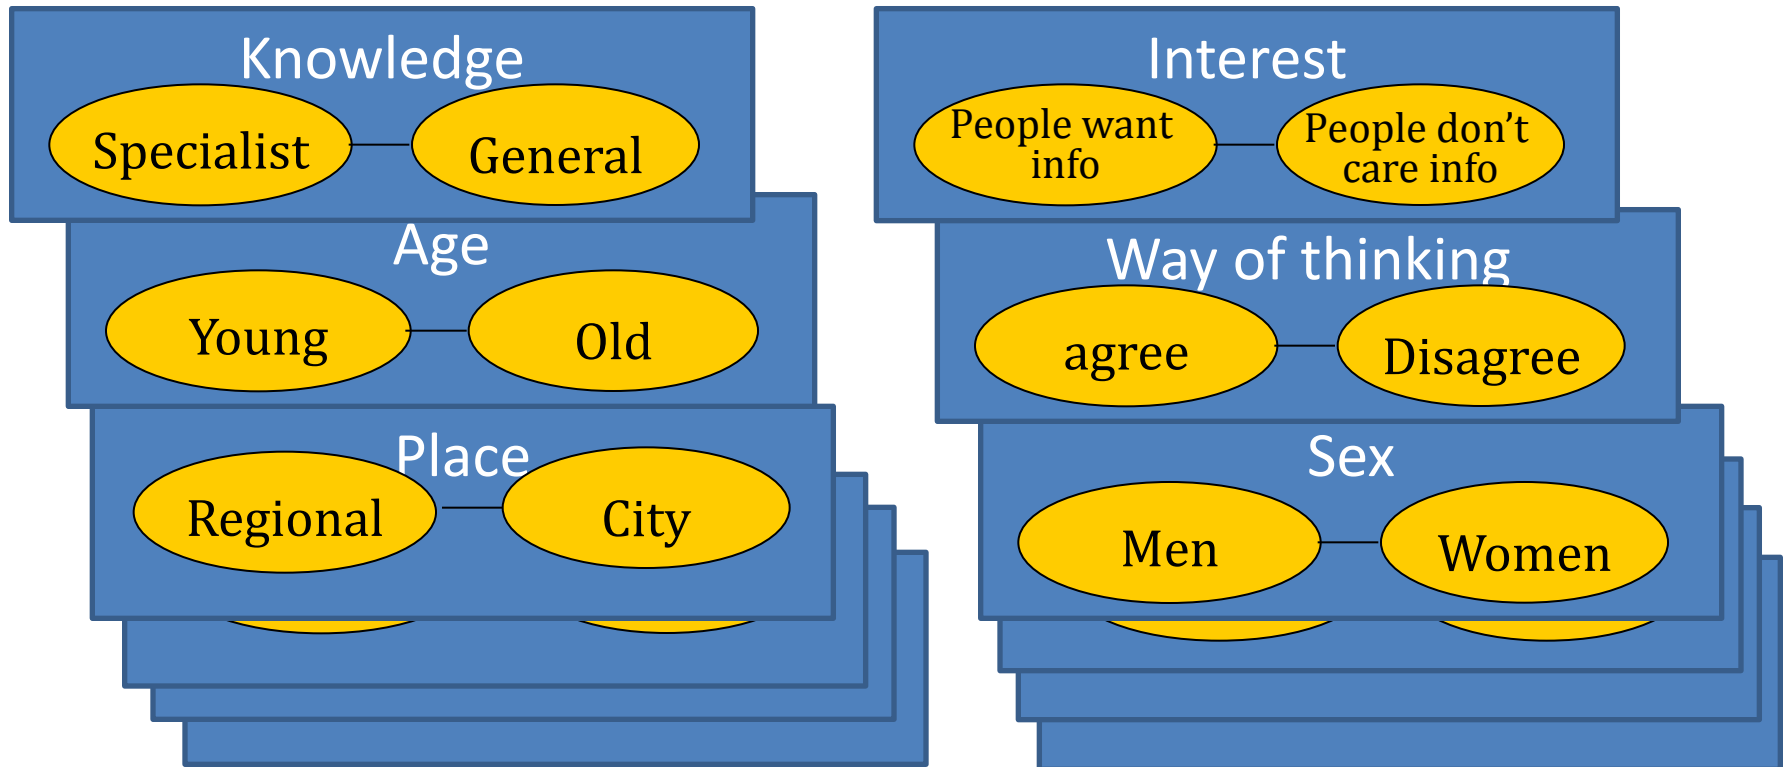 Knowledge
Specialist
General
Age
Young
Old
Place
Regional
City
Interest
People want
info
People don't
care info
Way of thinking
agree
Disagree
Sex
Men
Women